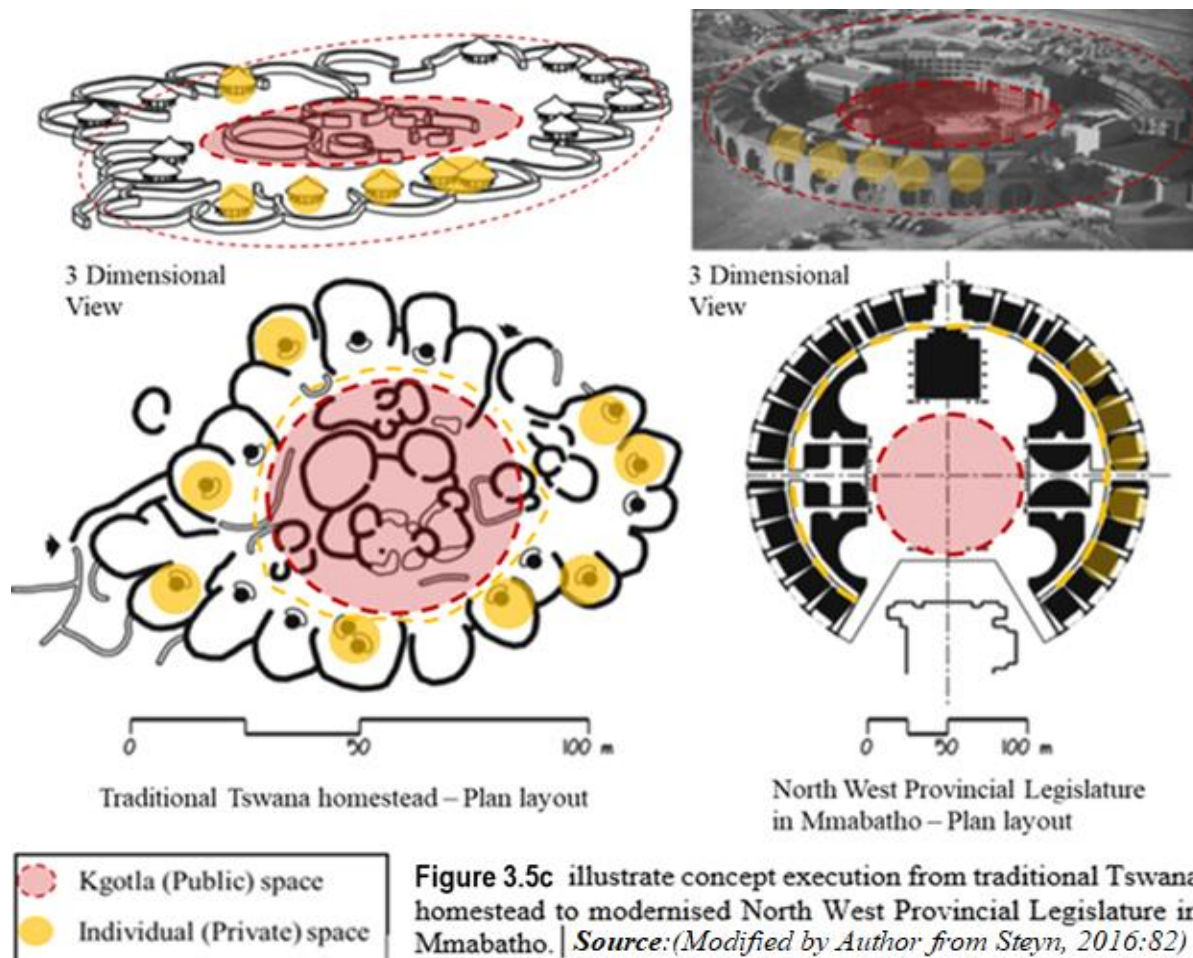 3 Dimensional
View
3 Dimensional
View
0 50 100 m
Traditional Tswana homestead – Plan layout
0 50 100 m
North West Provincial Legislature
in Mmabatho – Plan layout
Kgotla (Public) space
Individual (Private) space
Figure 3.5c illustrate concept execution from traditional Tswana
homestead to modernised North West Provincial Legislature in
Mmabatho. | Source:(Modified by Author from Steyn, 2016:82)